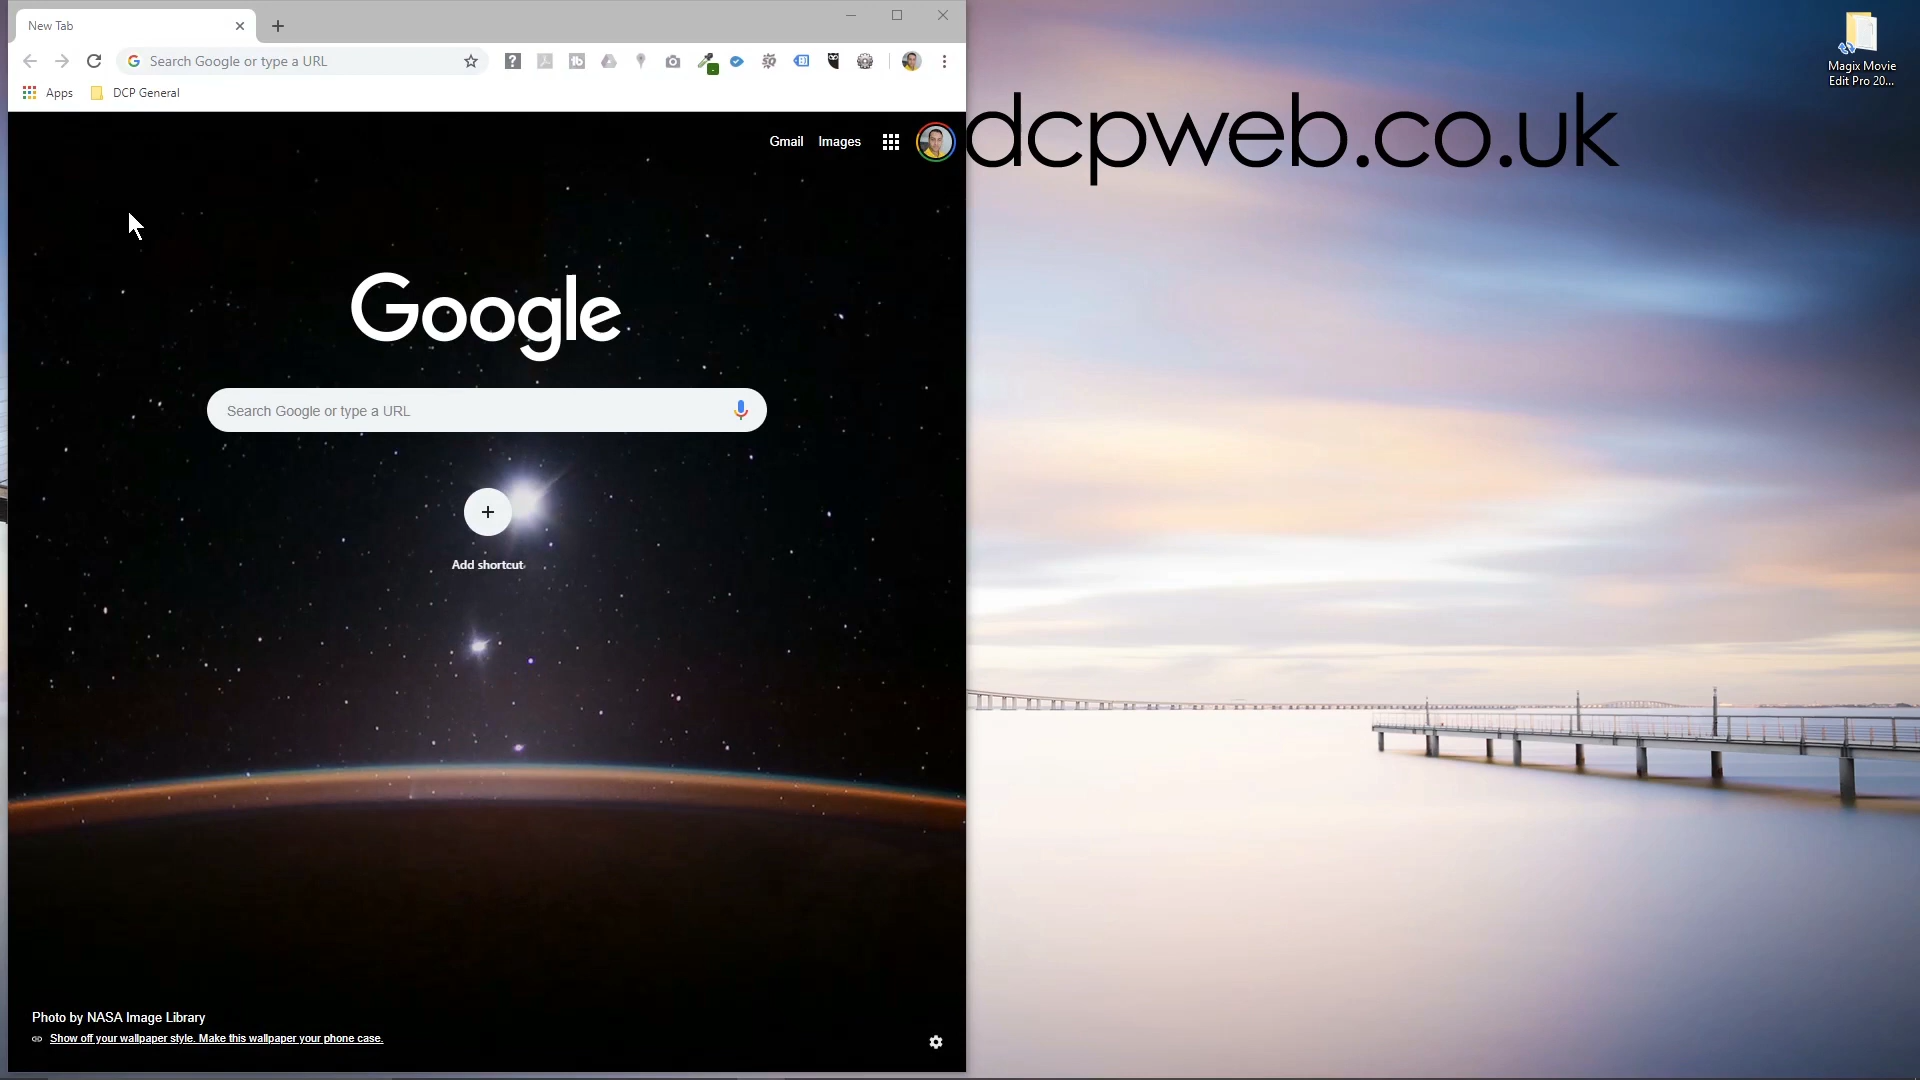 New Tab
Search Google or type a URL
Apps
DCP General
Gmail
Images
Google
Search Google or type a URL
Add shortcut
Photo by NASA Image Library
Show off your wallpaper style. Make this wallpaper your phone case.
dcpweb.co.uk
Magix Movie
Edit Pro 20...